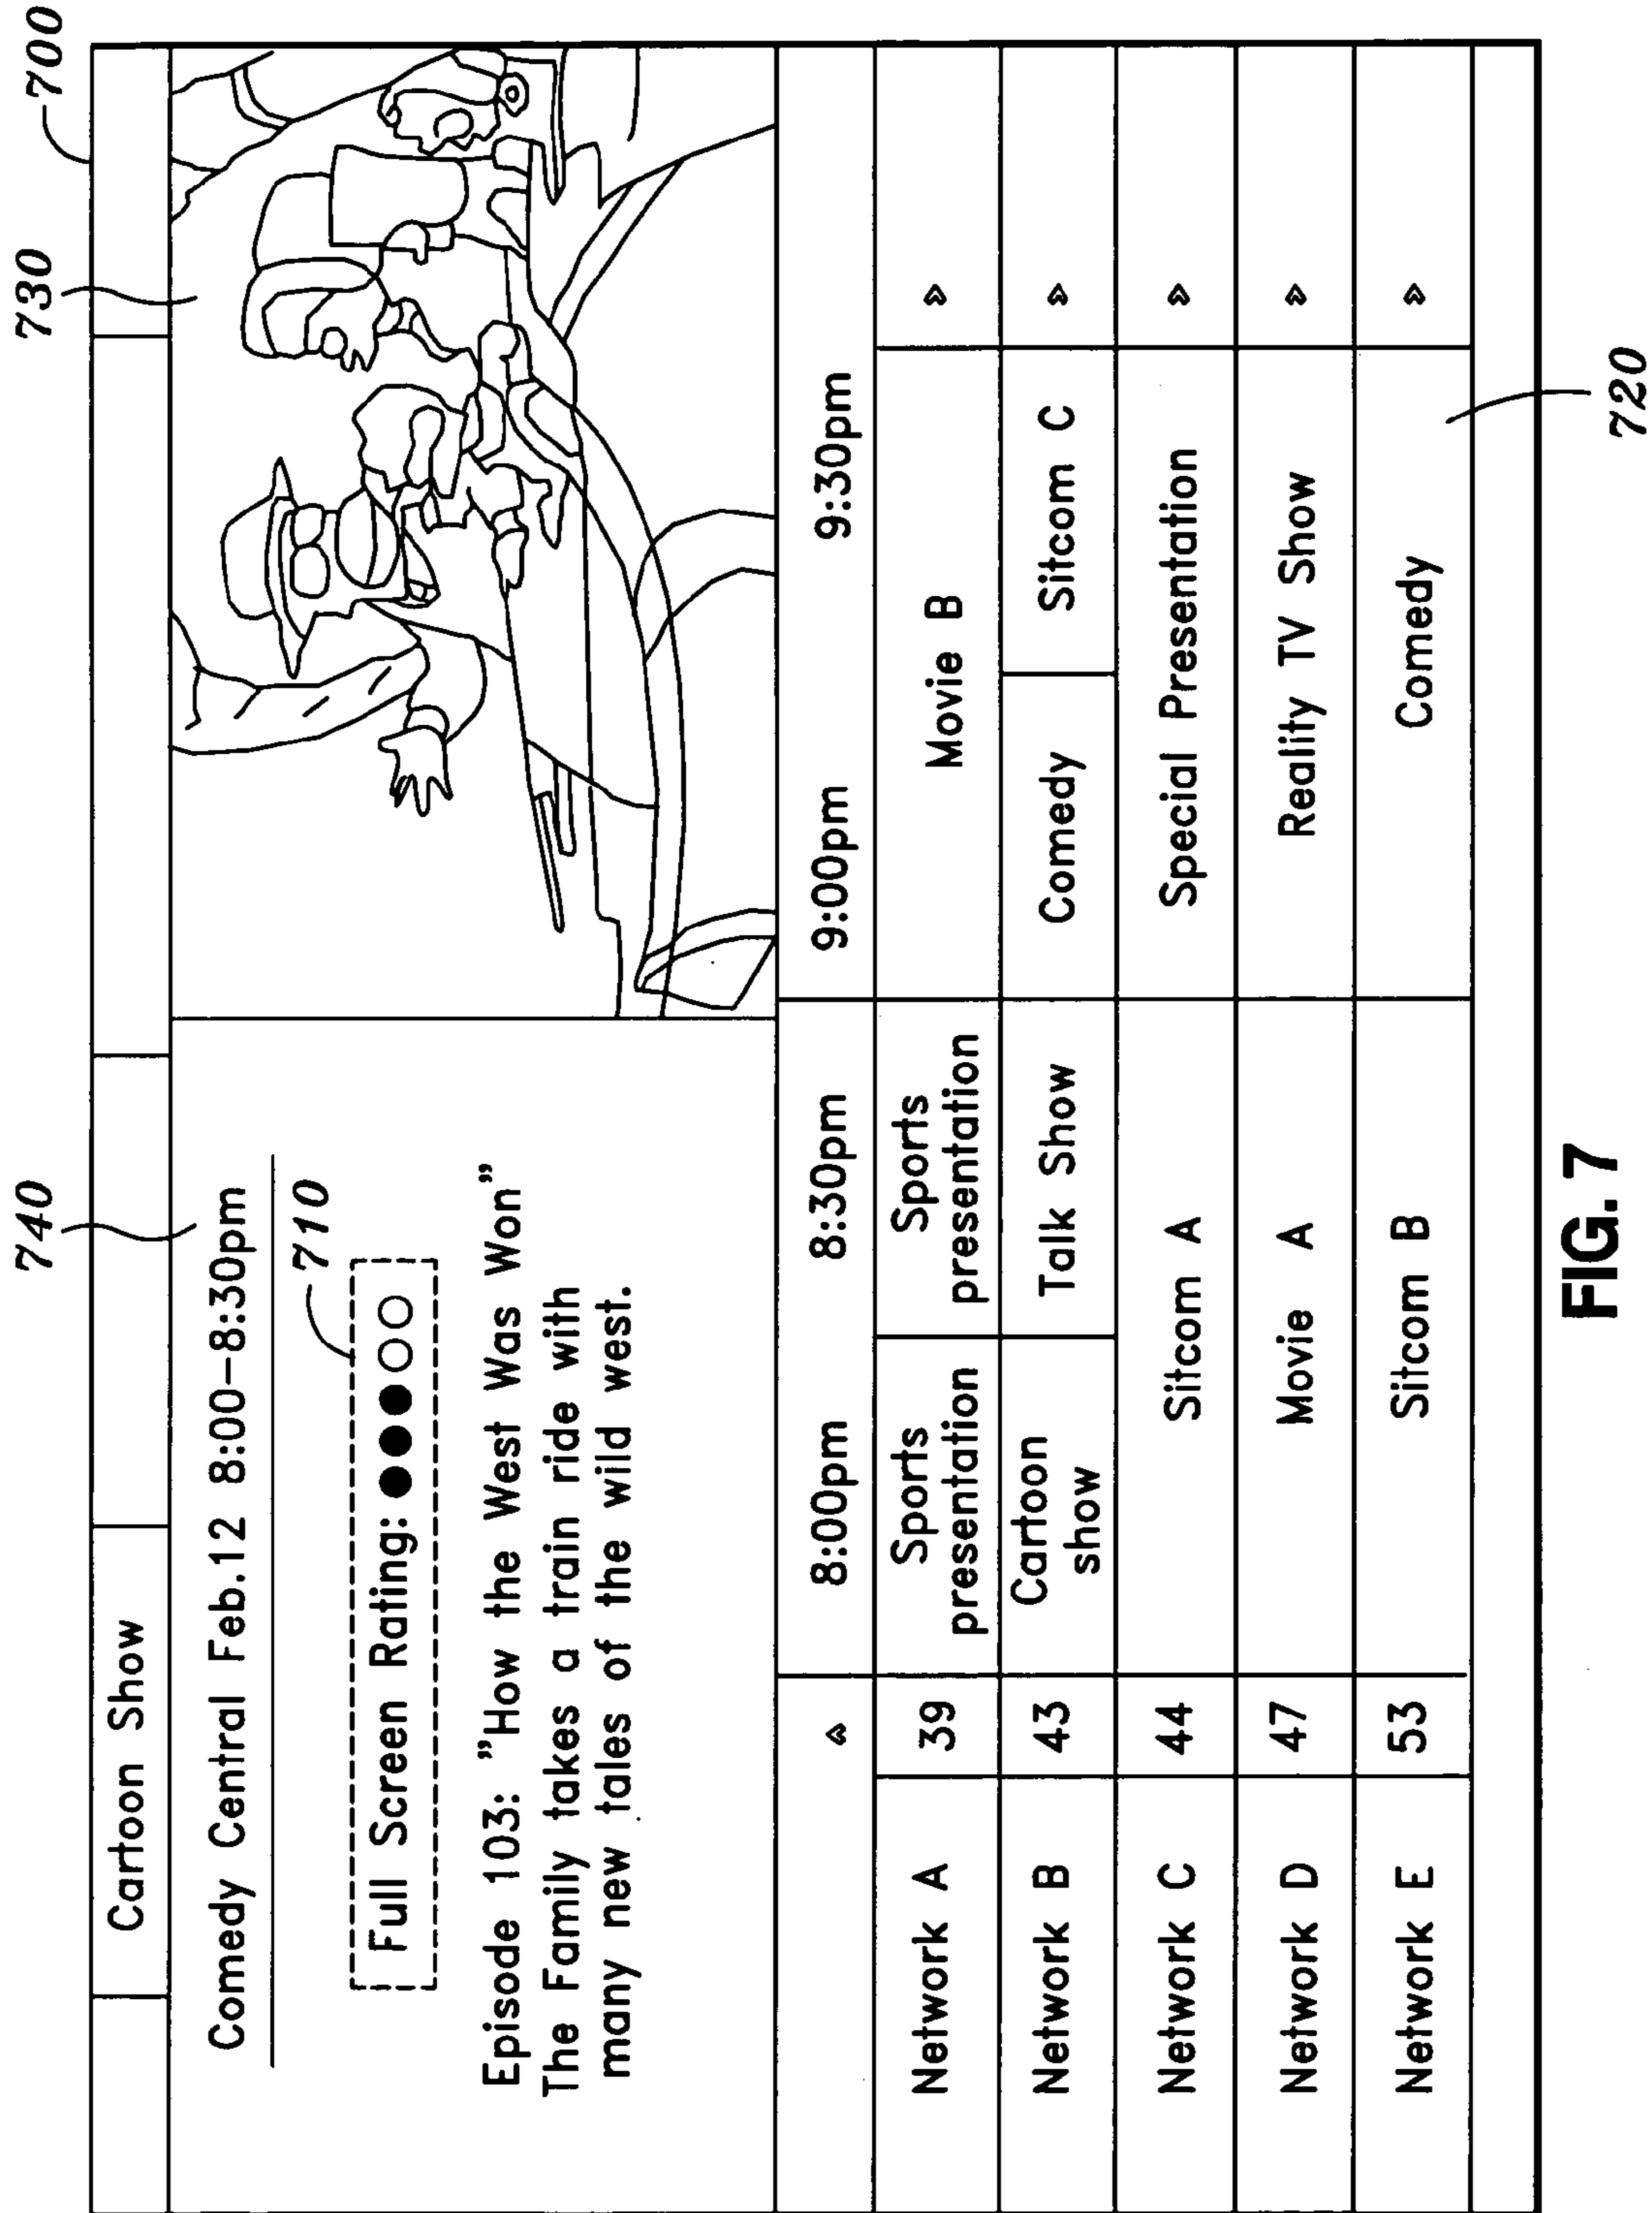 700
730
740
Cartoon Show
Comedy Central Feb.12 8:00-8:30pm
710
Full Screen Rating: ●●●○○
Episode 103: "How the West Was Won"
The Family takes a train ride with
many new tales of the wild west.
8:00pm 8:30pm 9:00pm 9:30pm
Network A 39 Sports presentation Sports presentation Movie B »
Network B 43 Cartoon show Talk Show Comedy Sitcom C »
Network C 44 Sitcom A Special Presentation »
Network D 47 Movie A Reality TV Show »
Network E 53 Sitcom B Comedy »
720
FIG. 7